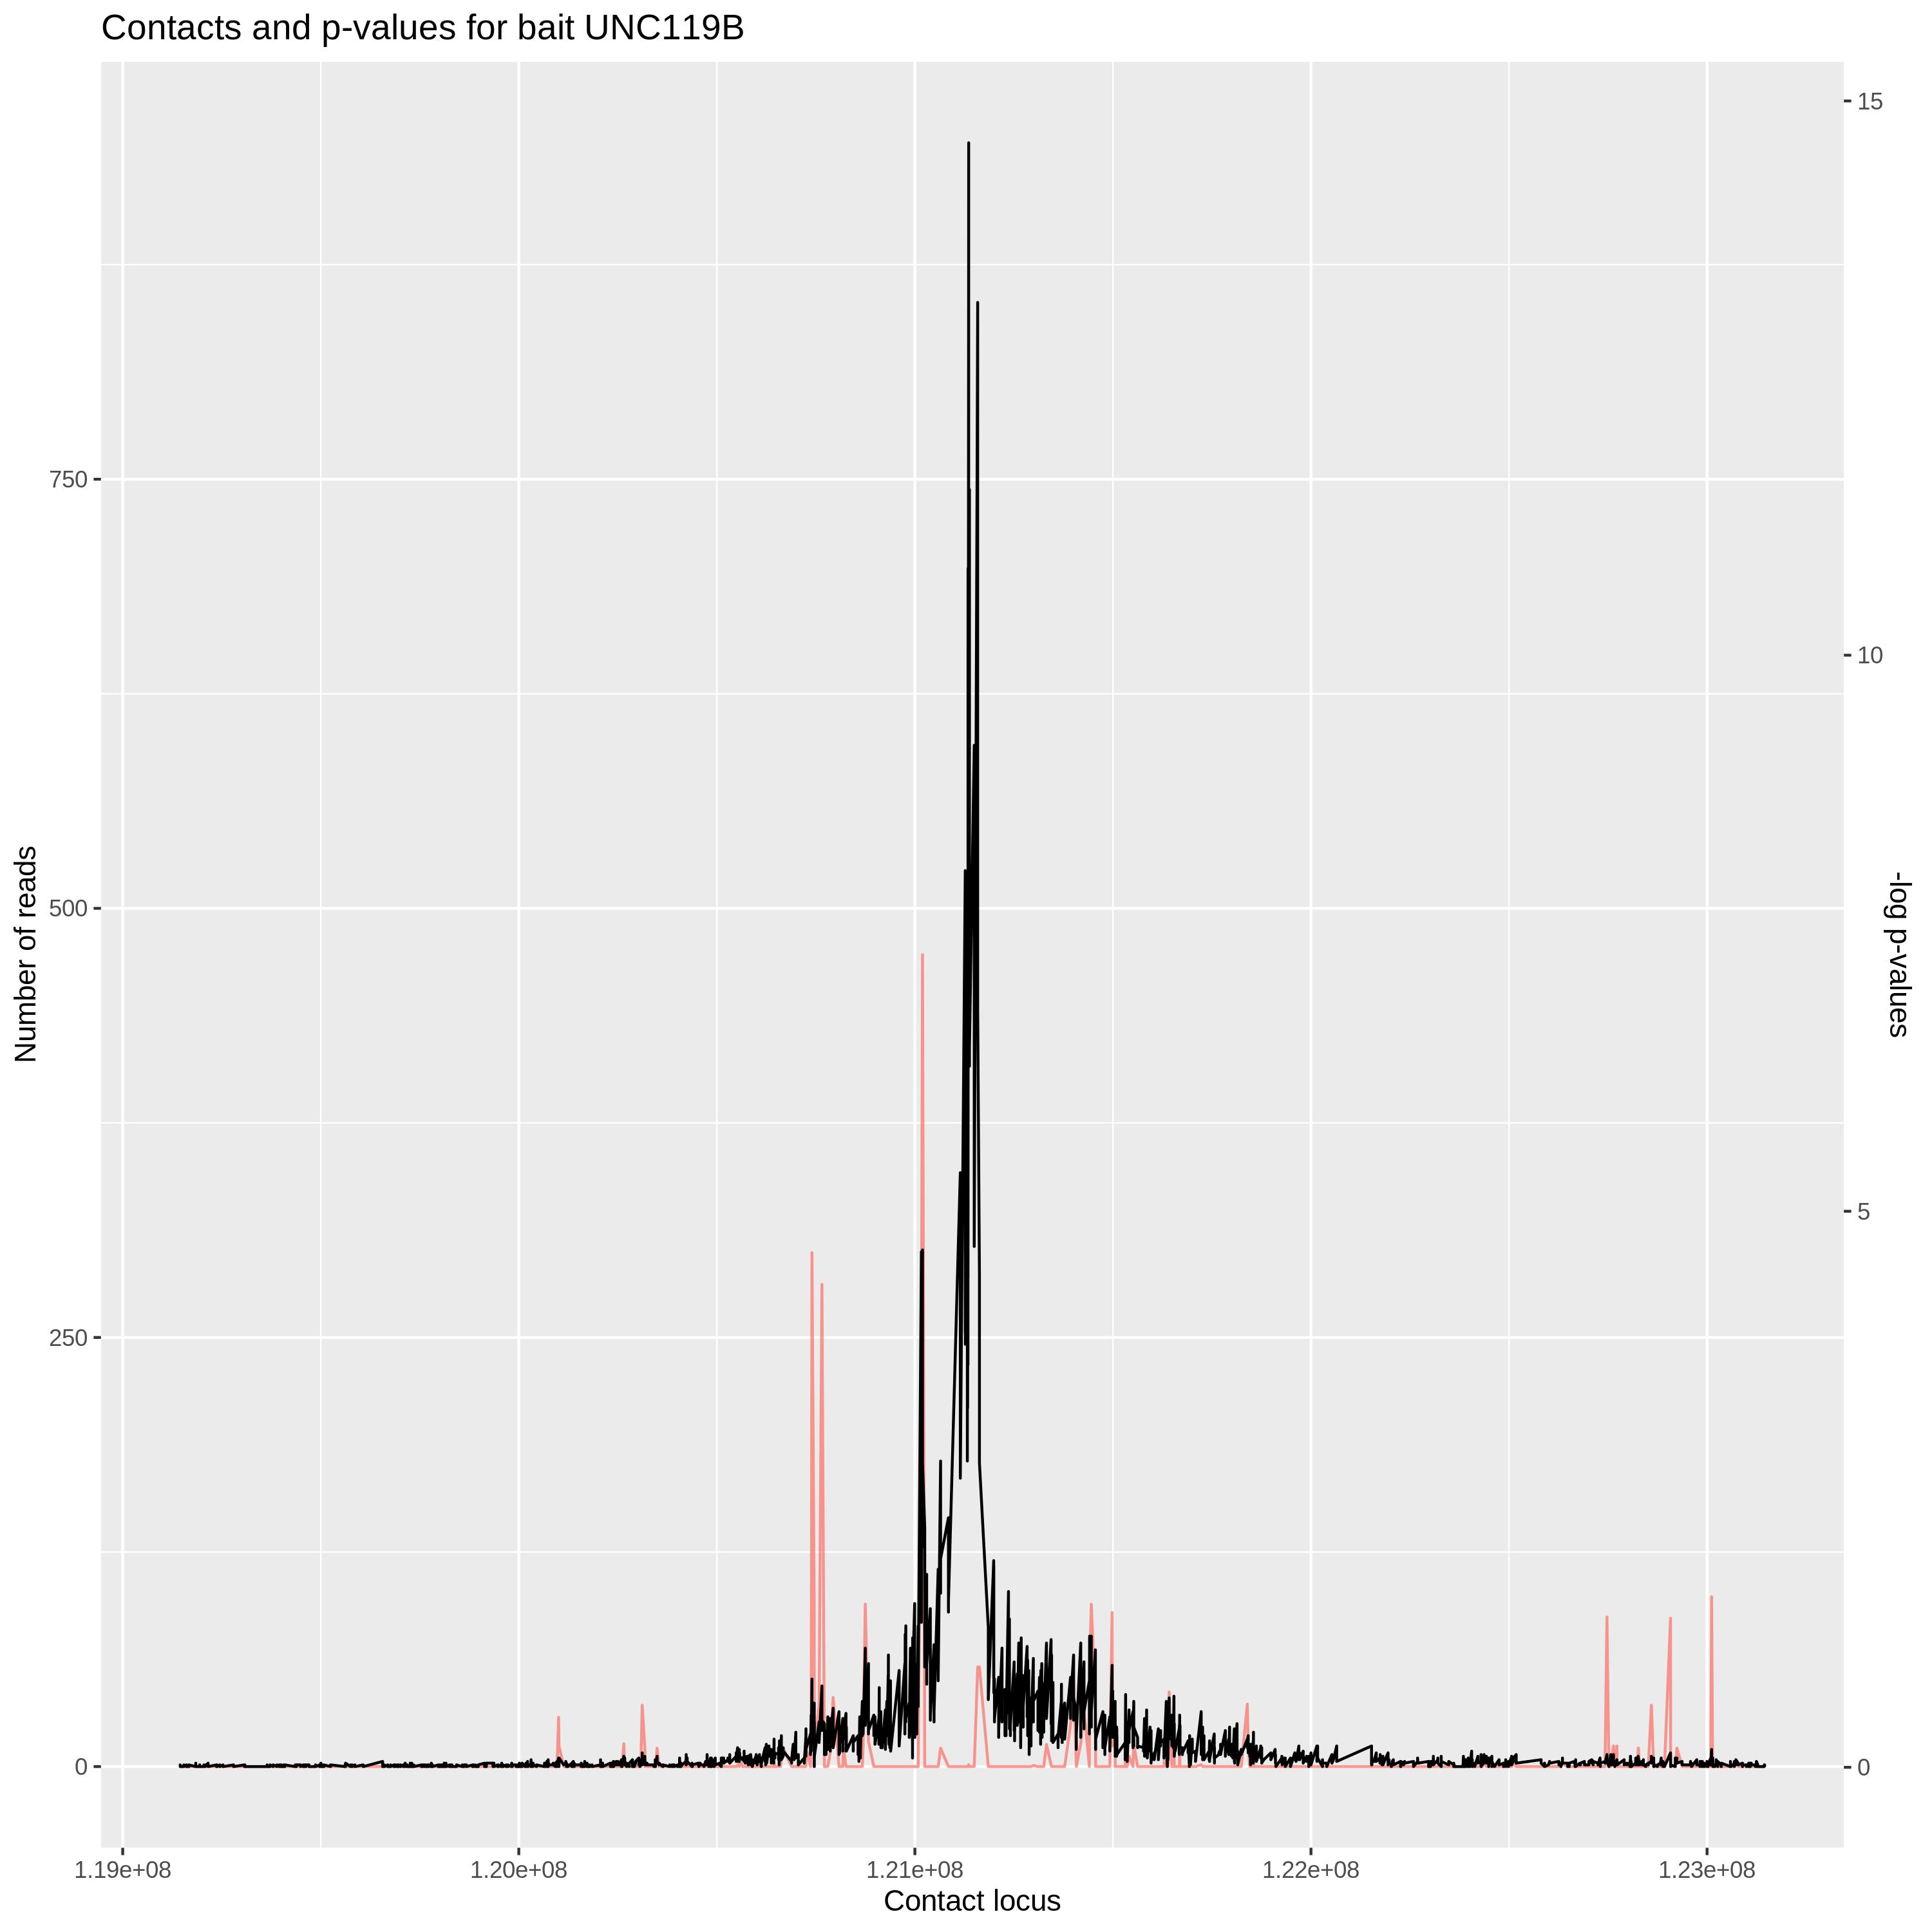 Contacts and p-values for bait UNC119B
Number of reads
750
500
250
0
15
10
5
0
-log p-values
1.19e+08 1.20e+08 1.21e+08 1.22e+08 1.23e+08
Contact locus